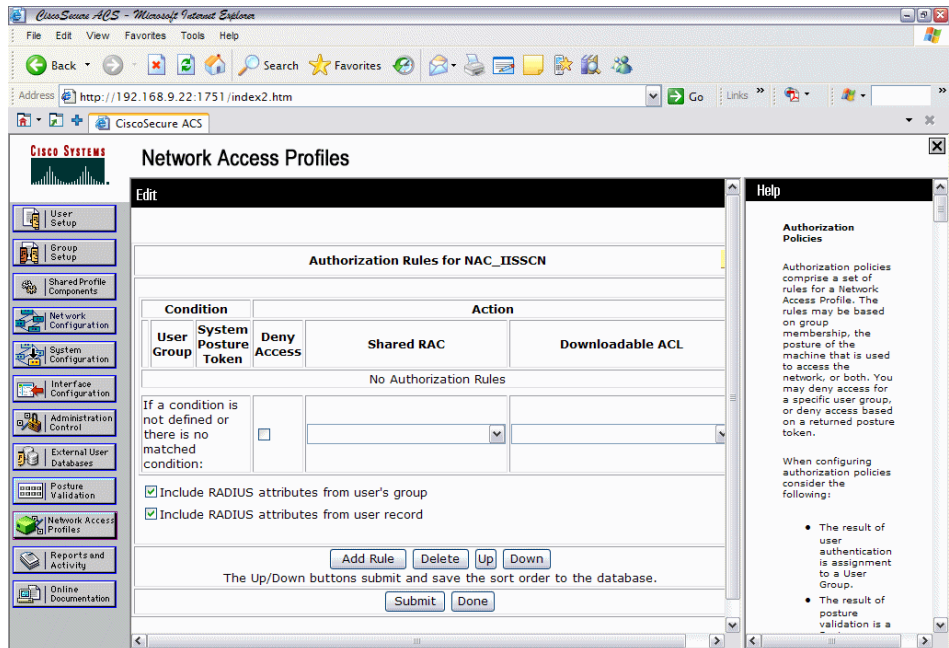 CiscoSecure ACS - Microsoft Internet Explorer
File Edit View Favorites Tools Help
Back Search Favorites
Address http://192.168.9.22:1751/index2.htm Go Links »
»
CiscoSecure ACS
CISCO SYSTEMS
Network Access Profiles
User
Setup
Group
Setup
Shared Profile
Components
Network
Configuration
System
Configuration
Interface
Configuration
Administration
Control
External User
Databases
Posture
Validation
Network Access
Profiles
Reports and
Activity
Online
Documentation
Edit
Authorization Rules for NAC_IISSCN
Condition Action
User
Group
System
Posture
Token
Deny
Access
Shared RAC
Downloadable ACL
No Authorization Rules
If a condition is
not defined or
there is no
matched
condition:
Include RADIUS attributes from user's group
Include RADIUS attributes from user record
Add Rule Delete Up Down
The Up/Down buttons submit and save the sort order to the database.
Submit Done
Help
Authorization
Policies
Authorization policies
comprise a set of
rules for a Network
Access Profile. The
rules may be based
on group
membership, the
posture of the
machine that is used
to access the
network, or both. You
may deny access for
a specific user group,
or deny access based
on a returned posture
token.
When configuring
authorization policies
consider the
following:
• The result of
user
authentication
is assignment
to a User
Group.
• The result of
posture
validation is a